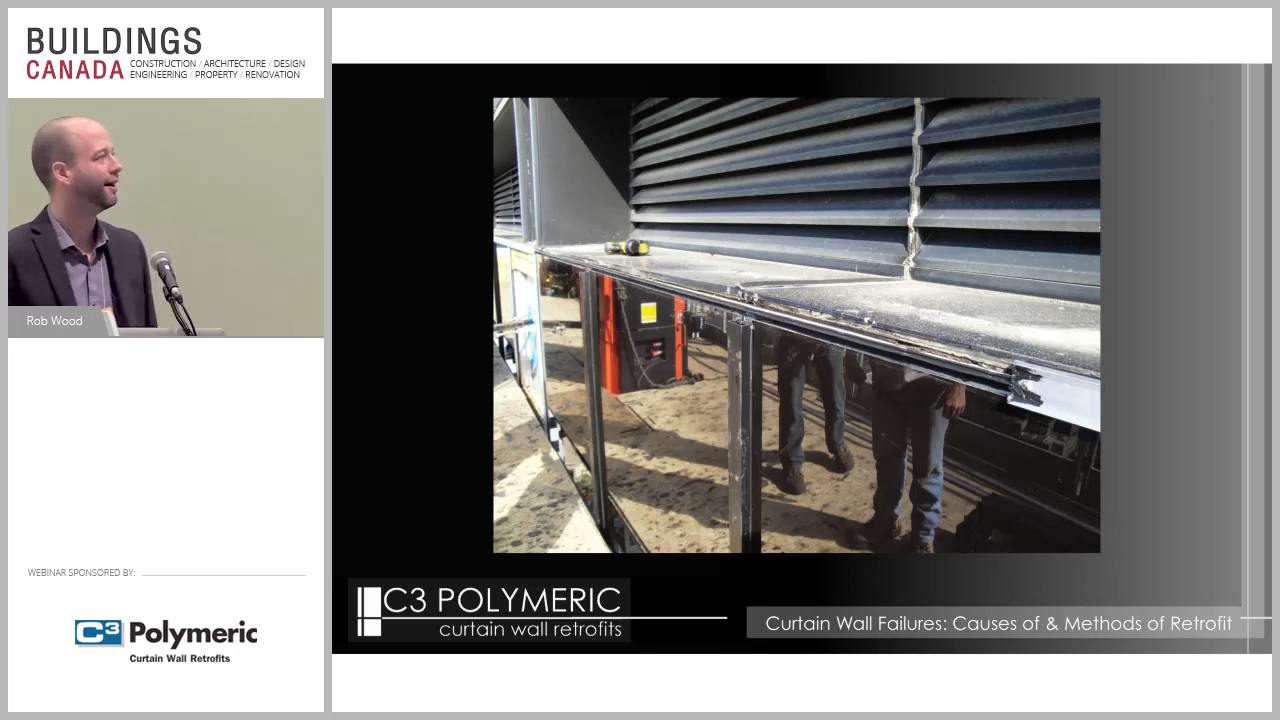 BUILDINGS
CANADA CONSTRUCTION / ARCHITECTURE / DESIGN
ENGINEERING / PROPERTY / RENOVATION
Rob Wood
WEBINAR SPONSORED BY:
C3 Polymeric
Curtain Wall Retrofits
C3 POLYMERIC
curtain wall retrofits
Curtain Wall Failures: Causes of & Methods of Retrofit